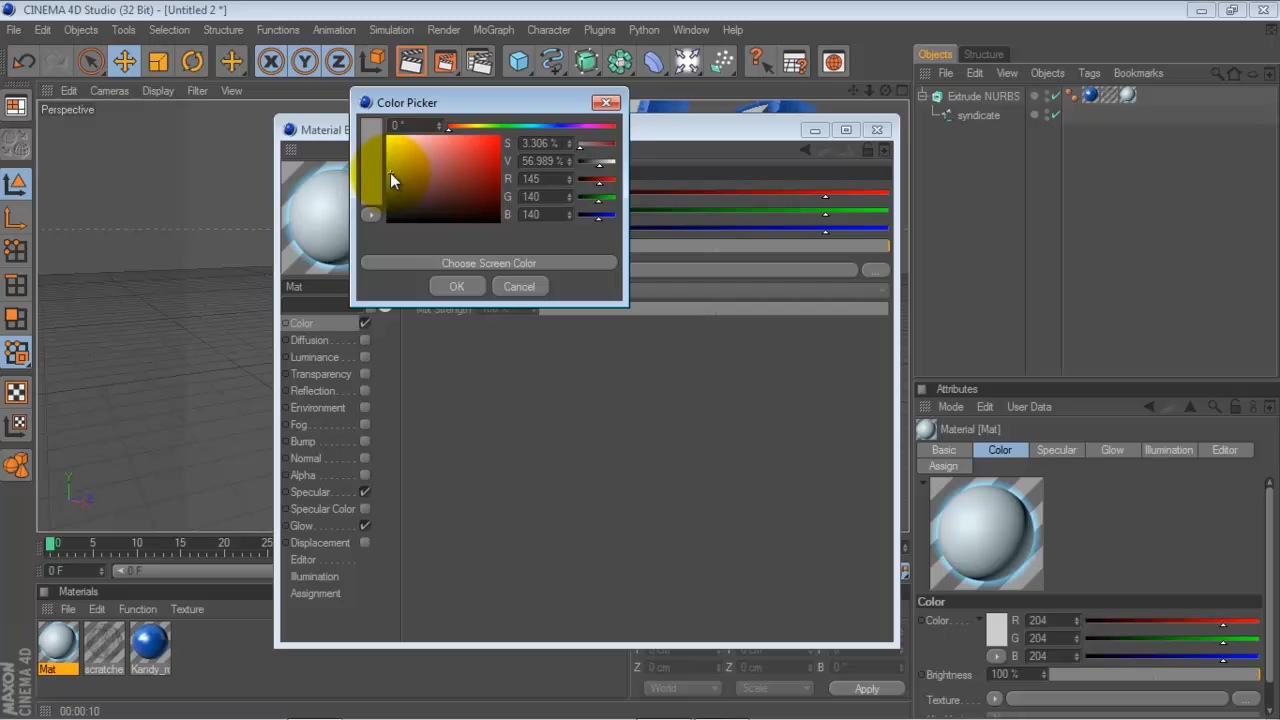 CINEMA 4D Studio (32 Bit) - [Untitled 2 *]
File Edit Objects Tools Selection Structure Functions Animation Simulation Render MoGraph Character Plugins Python Window Help
X Y Z
Objects Structure
Edit Cameras Display Filter View
File Edit View Objects Tags Bookmarks
Perspective
Color Picker
Extrude NURBS
syndicate
Material E
0 °
S 3.306 %
V 56.989 %
R 145
G 140
B 140
Choose Screen Color
OK Cancel
...
Mat
Color
Diffusion
Luminance
Transparency
Reflection
Environment
Fog
Bump
Normal
Alpha
Specular
Specular Color
Glow
Displacement
Editor
Illumination
Assignment
Attributes
Mode Edit User Data
Material [Mat]
Basic Color Specular Glow Illumination Editor
Assign
Color
Color R 204
G 204
B 204
Brightness 100 %
Texture ...
Y
0 5 10 15 20 25
0 F 0 F
Materials
File Edit Function Texture
Mat scratche Kandy_n
Z 0 cm Z 0 cm B 0 °
World Scale Apply
MAXON
CINEMA 4D
00:00:10